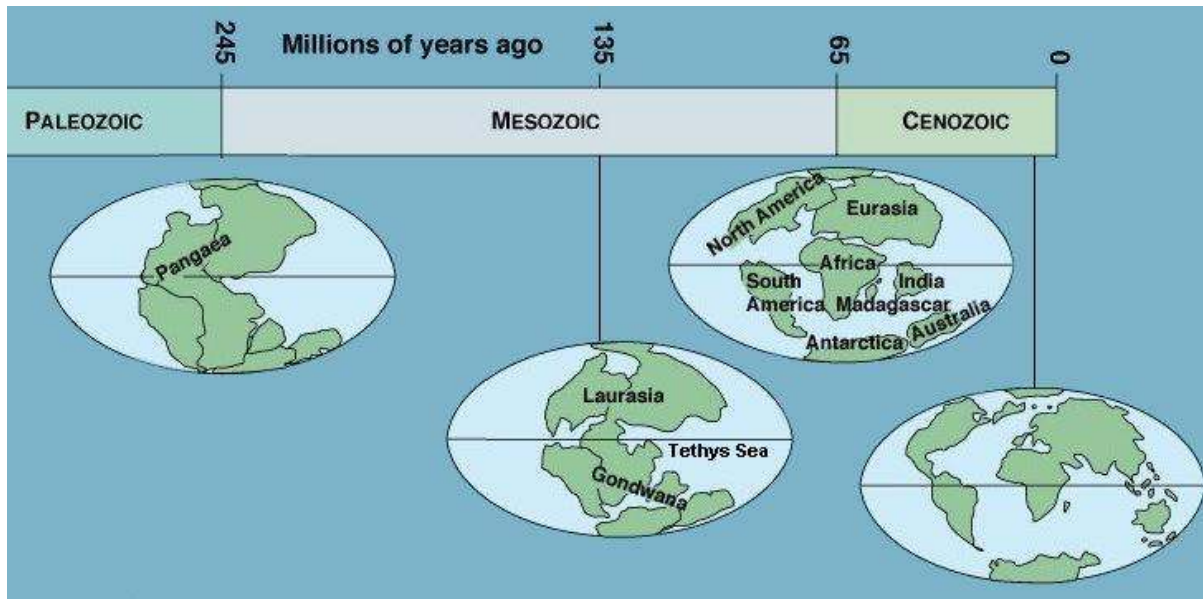 245
Millions of years ago
135
65
0
PALEOZOIC
MESOZOIC
CENOZOIC
Pangaea
North America
Eurasia
Africa
South
America
Madagascar
India
Australia
Antarctica
Laurasia
Tethys Sea
Gondwana